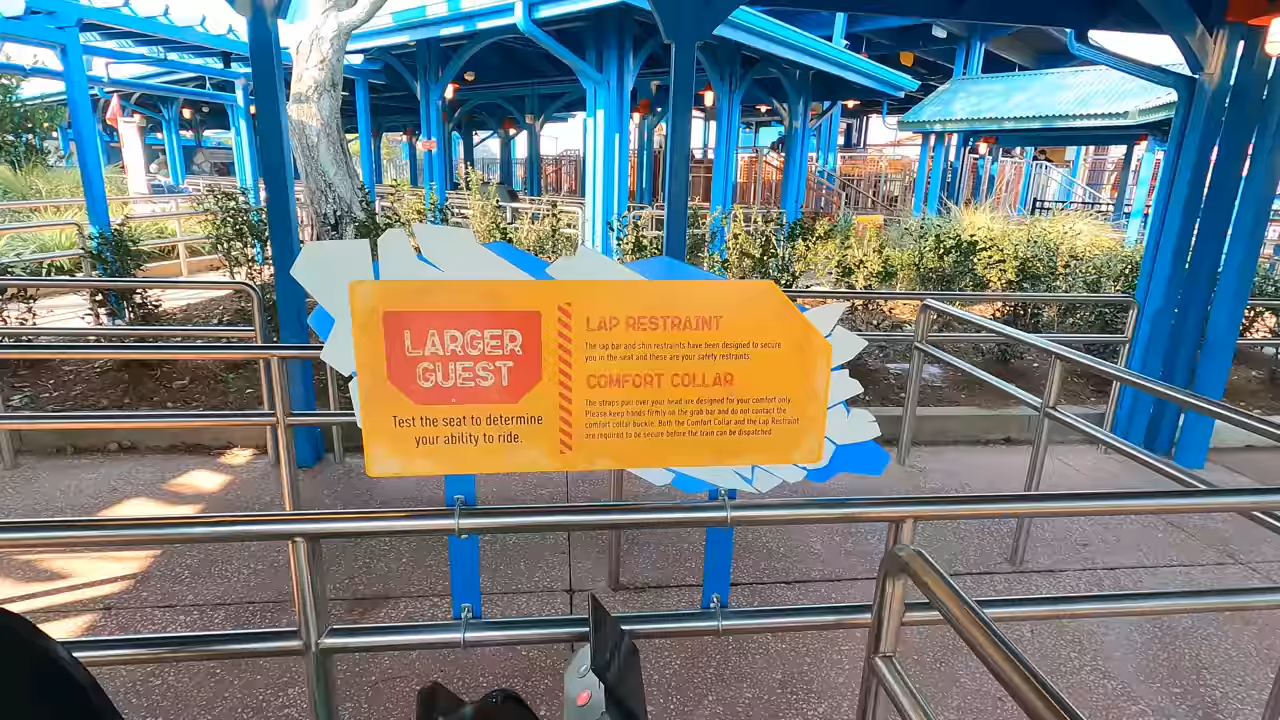 LARGER
GUEST
Test the seat to determine
your ability to ride.
LAP RESTRAINT
The lap bar and shin restraints have been designed to secure
you in the seat and these are your safety restraints.
COMFORT COLLAR
The straps pull over your head are designed for your comfort only.
Please keep hands firmly on the grab bar and do not contact the
comfort collar buckle. Both the Comfort Collar and the Lap Restraint
are required to be secure before the train can be dispatched.